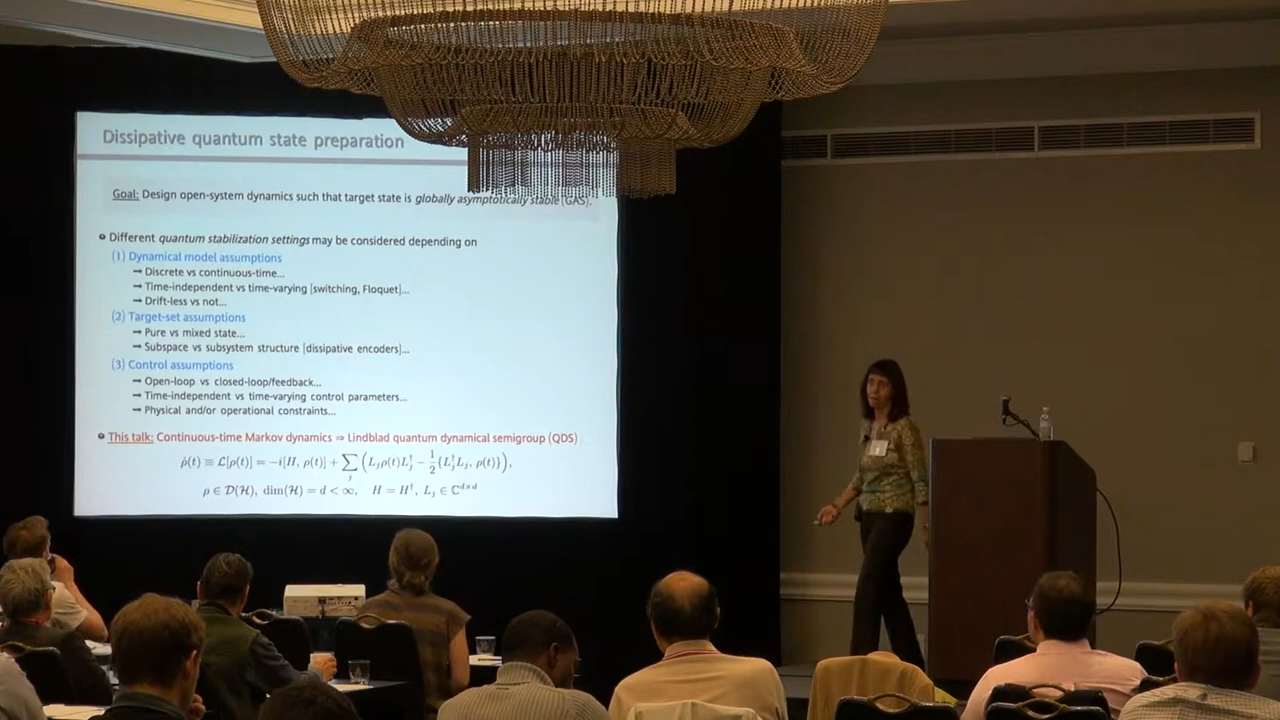 Dissipative quantum state preparation
Goal: Design open-system dynamics such that target state is globally asymptotically stable (GAS).
Different quantum stabilization settings may be considered depending on
(1) Dynamical model assumptions
➞ Discrete vs continuous-time...
➞ Time-independent vs time-varying [switching, Floquet]...
➞ Drift-less vs not...
(2) Target-set assumptions
➞ Pure vs mixed state...
➞ Subspace vs subsystem structure [dissipative encoders]...
(3) Control assumptions
➞ Open-loop vs closed-loop/feedback...
➞ Time-independent vs time-varying control parameters...
➞ Physical and/or operational constraints...
This talk: Continuous-time Markov dynamics ⇒ Lindblad quantum dynamical semigroup (QDS)
ρ̇(t) ≡ ℒ[ρ(t)] = −i[H, ρ(t)] + ∑_j (L_jρ(t)L_j^† − 1/2{L_j^†L_j, ρ(t)}),
ρ ∈ 𝒟(ℋ), dim(ℋ) = d < ∞, H = H^†, L_j ∈ ℂ^{d×d}